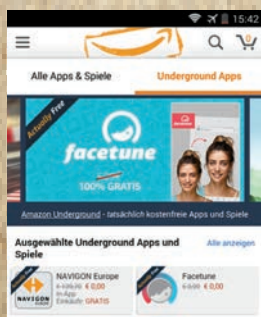 15:42
0
Alle Apps & Spiele
Underground Apps
Actually Free
facetune
100% GRATIS
Amazon Underground - tatsächlich kostenfreie Apps und Spiele
Ausgewählte Underground Apps und Spiele
Alle anzeigen
NAVIGON Europe
€ 0,00
In-App
Einkäufe: GRATIS
NAVIGON
EUROPE
Facetune
€ 0,00